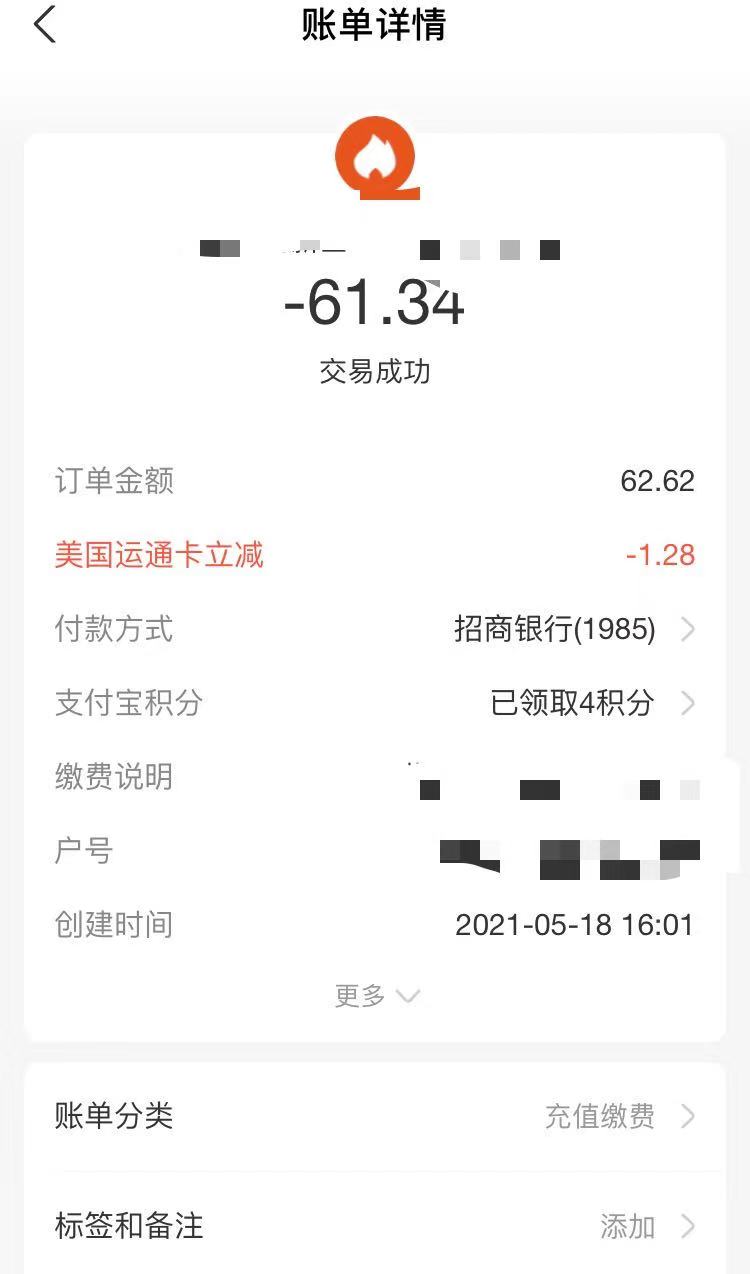 账单详情
-61.34
交易成功
订单金额 62.62
美国运通卡立减 -1.28
付款方式 招商银行(1985)
支付宝积分 已领取4积分
缴费说明
户号
创建时间 2021-05-18 16:01
更多
账单分类 充值缴费
标签和备注 添加